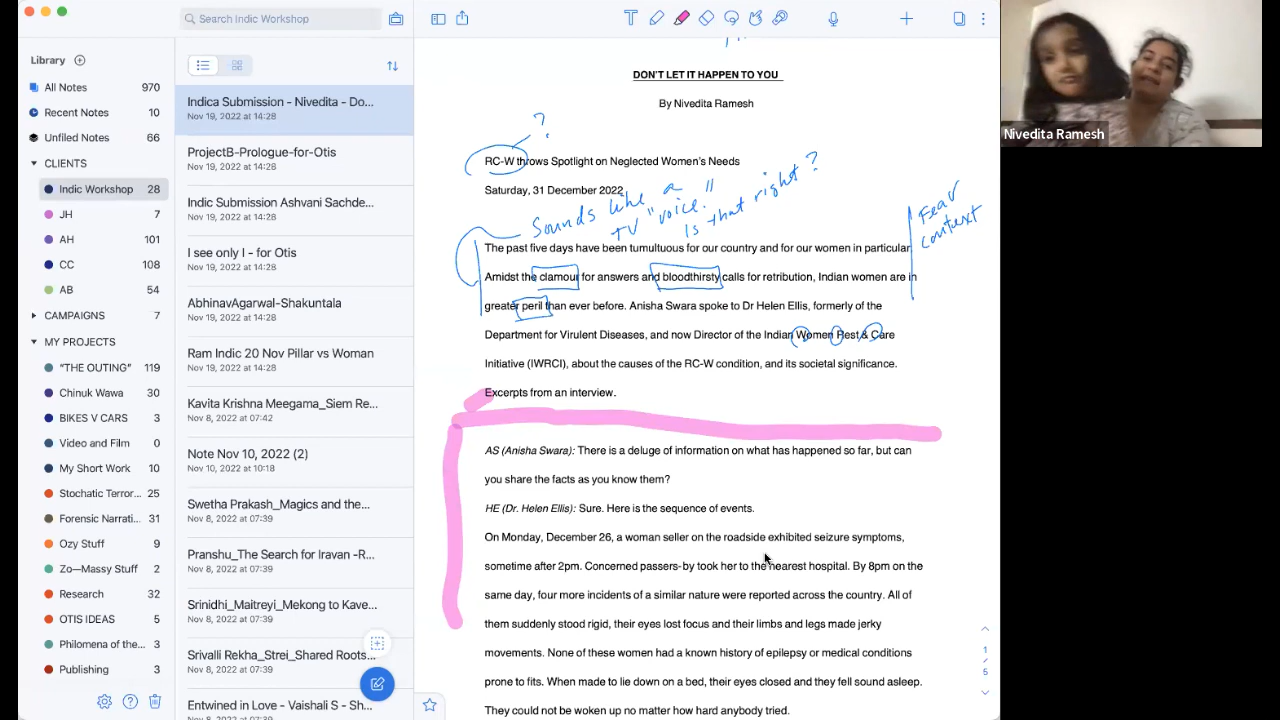 Search Indic Workshop
Library
All Notes 970
Recent Notes 10
Unfiled Notes 66
CLIENTS
Indic Workshop 28
JH 7
AH 101
CC 108
AB 54
CAMPAIGNS 7
MY PROJECTS
“THE OUTING” 119
Chinuk Wawa 30
BIKES V CARS 3
Video and Film 0
My Short Work 10
Stochatic Terror... 25
Forensic Narrati... 31
Ozy Stuff 9
Zo—Massy Stuff 2
Research 32
OTIS IDEAS 5
Philomena of the... 3
Publishing 3
Indica Submission - Nivedita - Do...
Nov 19, 2022 at 14:28
ProjectB-Prologue-for-Otis
Nov 19, 2022 at 14:28
Indic Submission Ashvani Sachde...
Nov 19, 2022 at 14:28
I see only I - for Otis
Nov 19, 2022 at 14:28
AbhinavAgarwal-Shakuntala
Nov 19, 2022 at 14:28
Ram Indic 20 Nov Pillar vs Woman
Nov 19, 2022 at 14:28
Kavita Krishna Meegama_Siem Re...
Nov 18, 2022 at 07:42
Note Nov 10, 2022 (2)
Nov 10, 2022 at 10:18
Swetha Prakash_Magics and the...
Nov 8, 2022 at 07:39
Pranshu_The Search for Iravan -R...
Nov 8, 2022 at 07:39
Srinidhi_Maitreyi_Mekong to Kave...
Nov 8, 2022 at 07:39
Srivalli Rekha_Strei_Shared Roots...
Nov 8, 2022 at 07:39
Entwined in Love - Vaishali S - Sh...
Nov 8, 2022 at 07:39
DON'T LET IT HAPPEN TO YOU
By Nivedita Ramesh
?
RC-W throws Spotlight on Neglected Women's Needs
Saturday, 31 December 2022
Sounds like a
TV "voice."
Is that right?
Fear
context
The past five days have been tumultuous for our country and for our women in particular.
Amidst the clamour for answers and bloodthirsty calls for retribution, Indian women are in
greater peril than ever before. Anisha Swara spoke to Dr Helen Ellis, formerly of the
Department for Virulent Diseases, and now Director of the Indian Women Rest & Care
Initiative (IWRCI), about the causes of the RC-W condition, and its societal significance.
Excerpts from an interview.
AS (Anisha Swara): There is a deluge of information on what has happened so far, but can
you share the facts as you know them?
HE (Dr. Helen Ellis): Sure. Here is the sequence of events.
On Monday, December 26, a woman seller on the roadside exhibited seizure symptoms,
sometime after 2pm. Concerned passers-by took her to the nearest hospital. By 8pm on the
same day, four more incidents of a similar nature were reported across the country. All of
them suddenly stood rigid, their eyes lost focus and their limbs and legs made jerky
movements. None of these women had a known history of epilepsy or medical conditions
prone to fits. When made to lie down on a bed, their eyes closed and they fell sound asleep.
They could not be woken up no matter how hard anybody tried.
1
5
Nivedita Ramesh